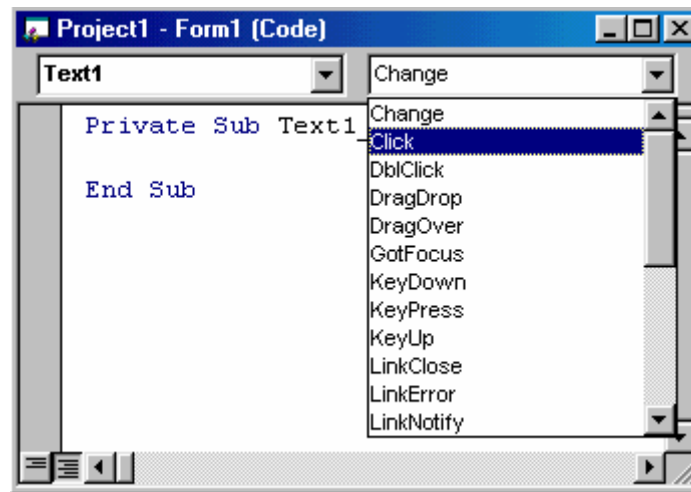 Project1 - Form1 (Code)
Text1 Change
Private Sub Text1_
End Sub
Change
Click
DblClick
DragDrop
DragOver
GotFocus
KeyDown
KeyPress
KeyUp
LinkClose
LinkError
LinkNotify